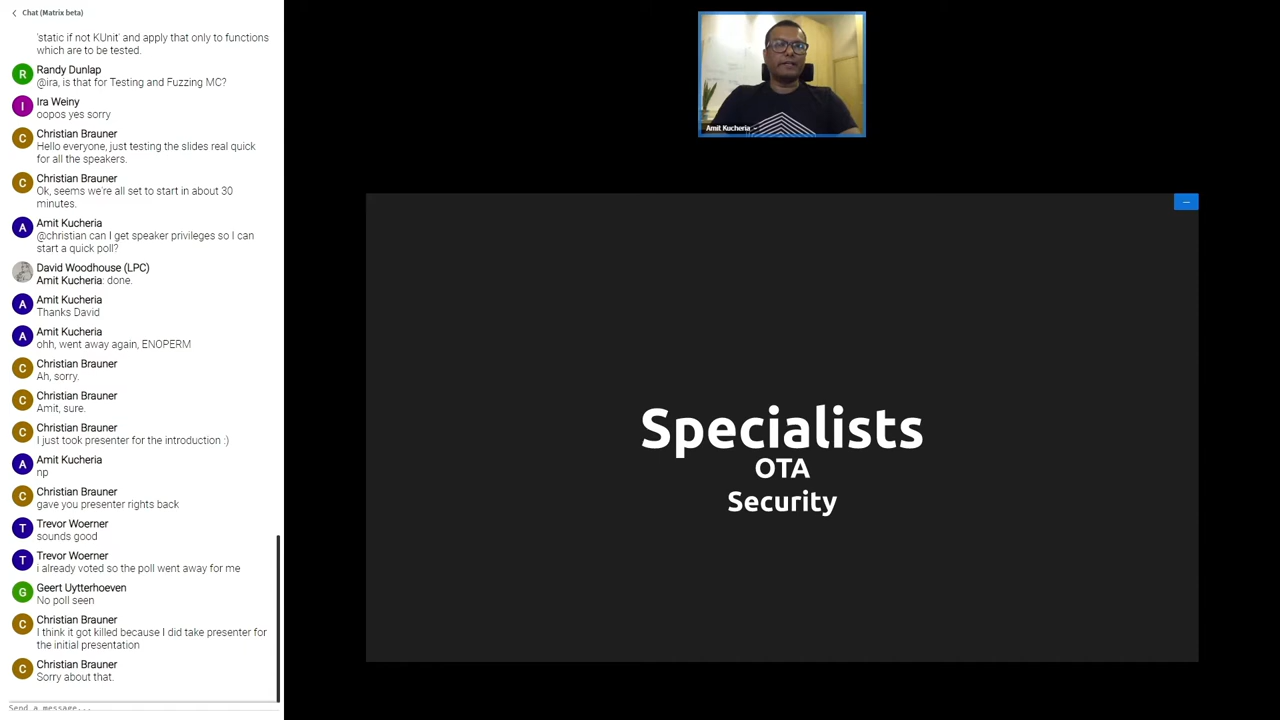 Chat (Matrix beta)
'static if not KUnit' and apply that only to functions
which are to be tested.
R
Randy Dunlap
@ira, is that for Testing and Fuzzing MC?
I
Ira Weiny
oopos yes sorry
C
Christian Brauner
Hello everyone, just testing the slides real quick
for all the speakers.
C
Christian Brauner
Ok, seems we're all set to start in about 30
minutes.
A
Amit Kucheria
@christian can I get speaker privileges so I can
start a quick poll?
David Woodhouse (LPC)
Amit Kucheria: done.
A
Amit Kucheria
Thanks David
A
Amit Kucheria
ohh, went away again, ENOPERM
C
Christian Brauner
Ah, sorry.
C
Christian Brauner
Amit, sure.
C
Christian Brauner
I just took presenter for the introduction :)
A
Amit Kucheria
np
C
Christian Brauner
gave you presenter rights back
T
Trevor Woerner
sounds good
T
Trevor Woerner
i already voted so the poll went away for me
G
Geert Uytterhoeven
No poll seen
C
Christian Brauner
I think it got killed because I did take presenter for
the initial presentation
C
Christian Brauner
Sorry about that.
Send a message...
Amit Kucheria
Specialists
OTA
Security